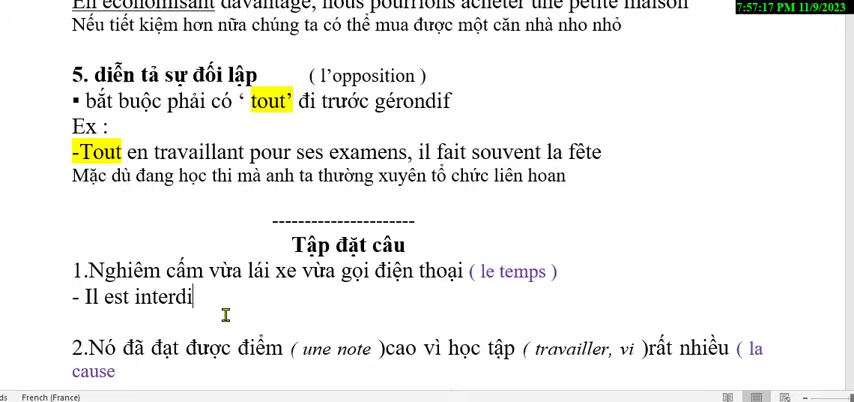 7:57:17 PM 11/9/2023
En économisant davantage, nous pourrions acheter une petite maison
Nếu tiết kiệm hơn nữa chúng ta có thể mua được một căn nhà nho nhỏ
5. diễn tả sự đối lập ( l’opposition )
▪ bắt buộc phải có ‘ tout’ đi trước gérondif
Ex :
-Tout en travaillant pour ses examens, il fait souvent la fête
Mặc dù đang học thi mà anh ta thường xuyên tổ chức liên hoan
----------------------
Tập đặt câu
1.Nghiêm cấm vừa lái xe vừa gọi điện thoại ( le temps )
- Il est interdi
2.Nó đã đạt được điểm ( une note )cao vì học tập ( travailler, vi )rất nhiều ( la
cause
ds French (France)